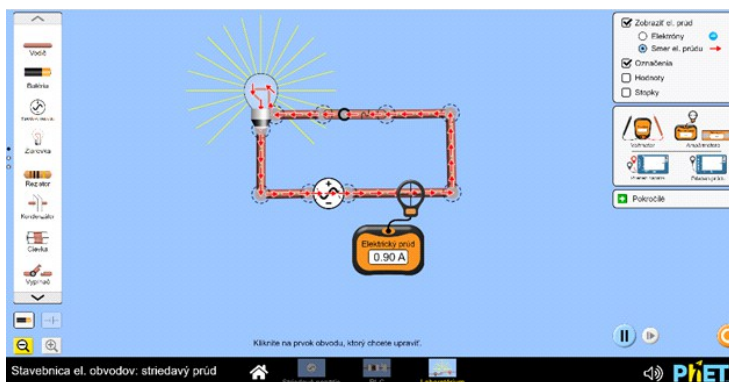 Vodič
Batéria
Žiarovka
Rezistor
Kondenzátor
Cievka
Vypínač
Elektrický prúd
0.90 A
Kliknite na prvok obvodu, ktorý chcete upraviť.
Zobraziť el. prúd
Elektróny
Smer el. prúdu
Označenia
Hodnoty
Stopky
Voltmeter
Pokročilé
Stavebnica el. obvodov: striedavý prúd
PhET